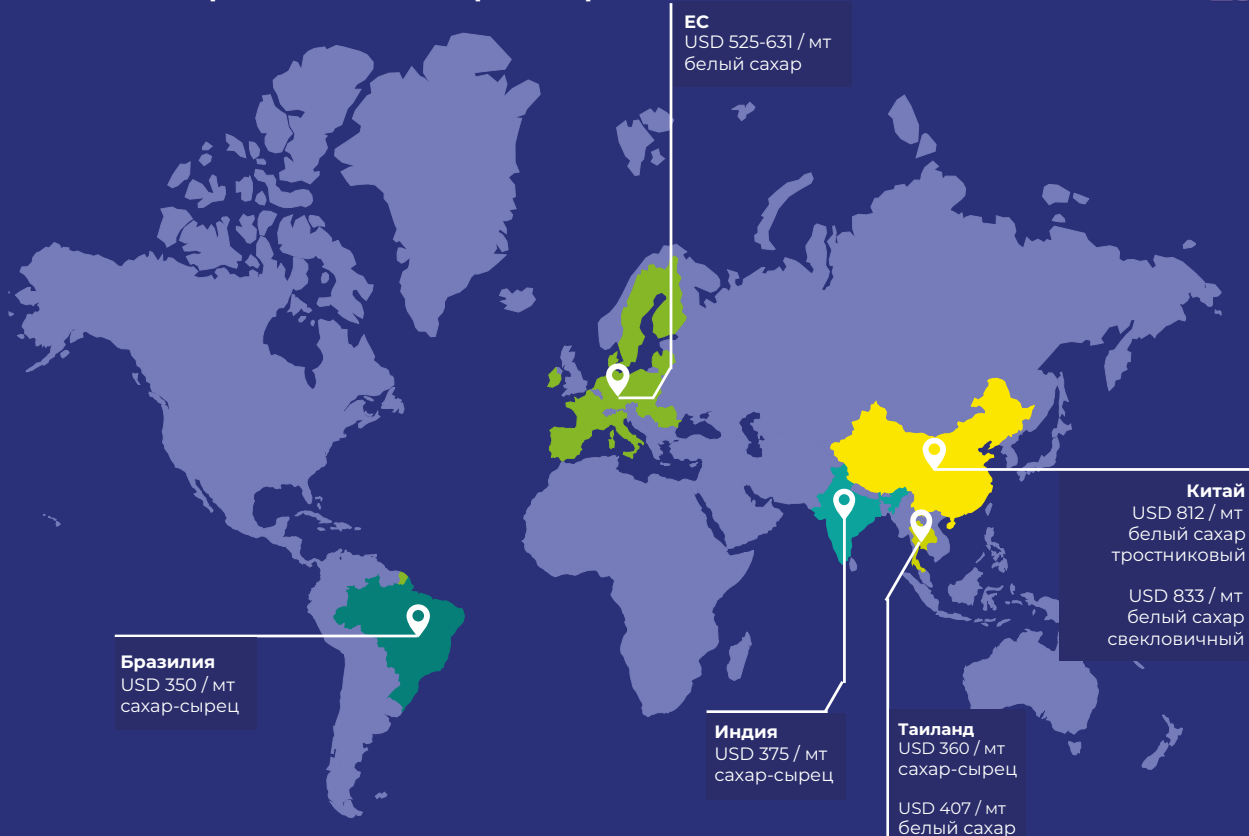 ЕС
USD 525-631 / мт
белый сахар
Китай
USD 812 / мт
белый сахар
тростниковый
USD 833 / мт
белый сахар
свекловичный
Бразилия
USD 350 / мт
сахар-сырец
Индия
USD 375 / мт
сахар-сырец
Таиланд
USD 360 / мт
сахар-сырец
USD 407 / мт
белый сахар